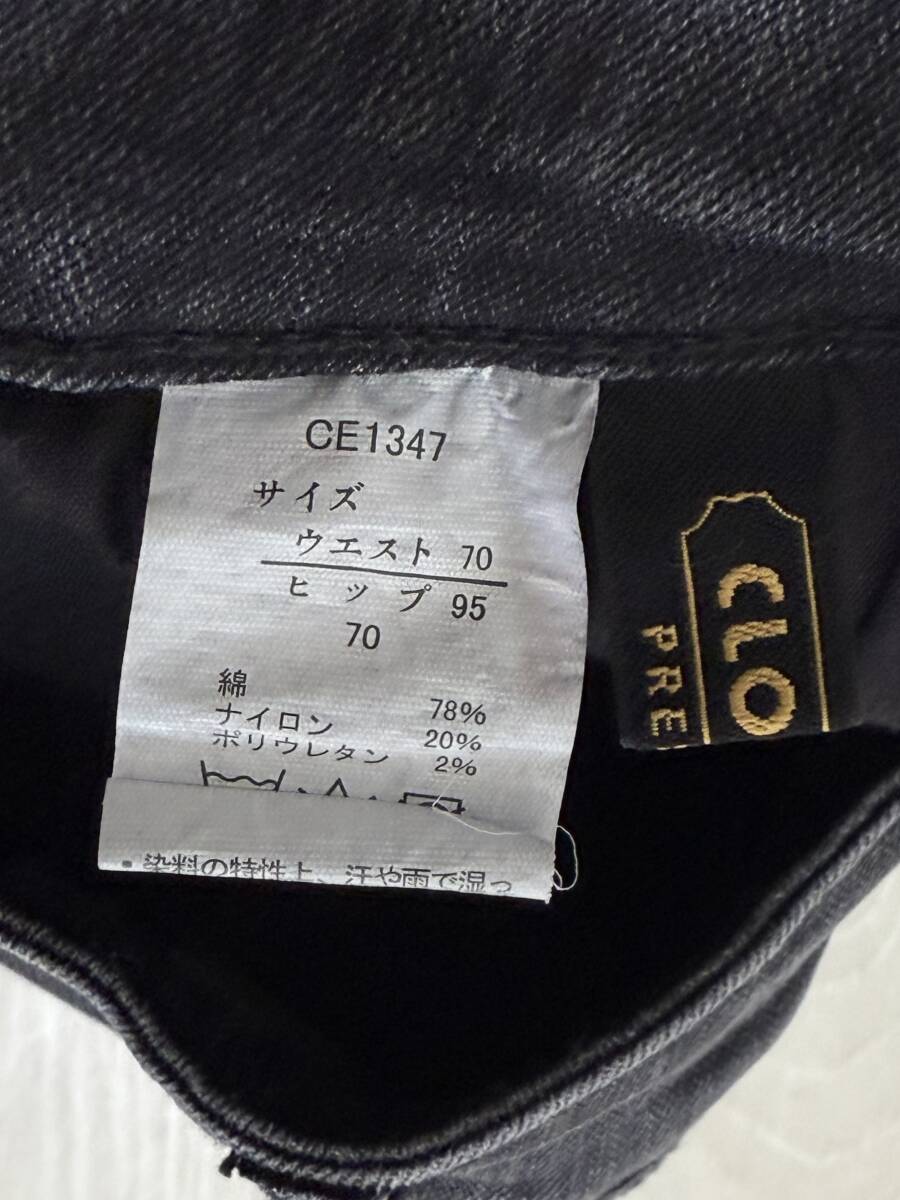 CE1347
サイズ
ウエスト 70
ヒップ 95
70
綿 78%
ナイロン 20%
ポリウレタン 2%
・染料の特性上、汗や雨で湿っ
CLO
PRE